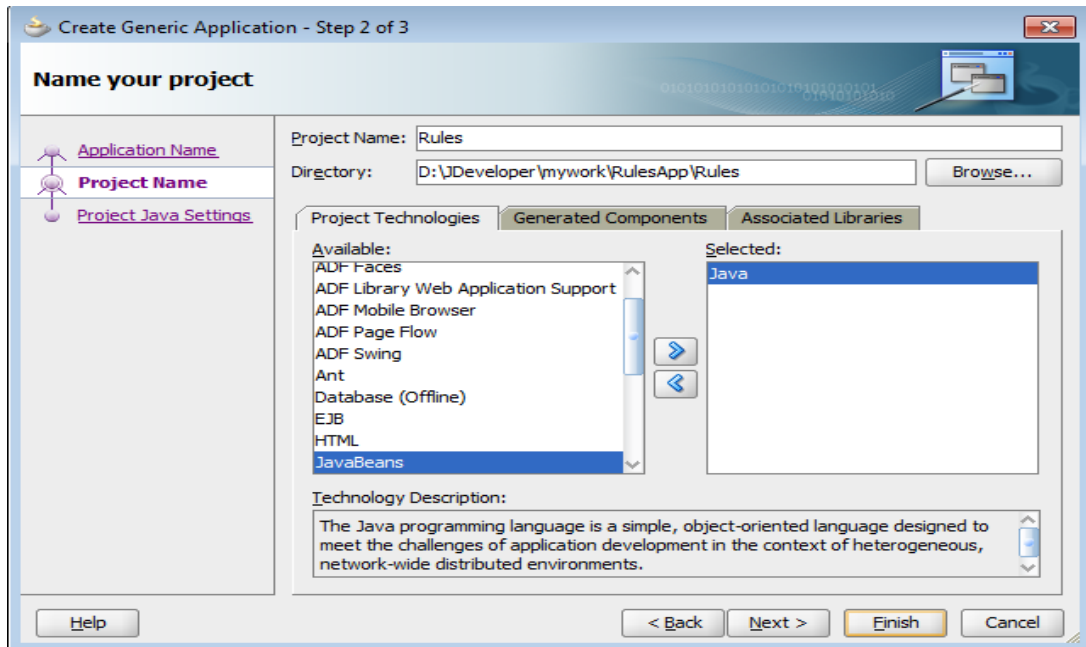 Create Generic Application - Step 2 of 3
Name your project
Application Name
Project Name
Project Java Settings
Project Name: Rules
Directory: D:\JDeveloper\mywork\RulesApp\Rules Browse...
Project Technologies Generated Components Associated Libraries
Available:
ADF Faces
ADF Library Web Application Support
ADF Mobile Browser
ADF Page Flow
ADF Swing
Ant
Database (Offline)
EJB
HTML
JavaBeans
Selected:
Java
Technology Description:
The Java programming language is a simple, object-oriented language designed to
meet the challenges of application development in the context of heterogeneous,
network-wide distributed environments.
Help < Back Next > Finish Cancel